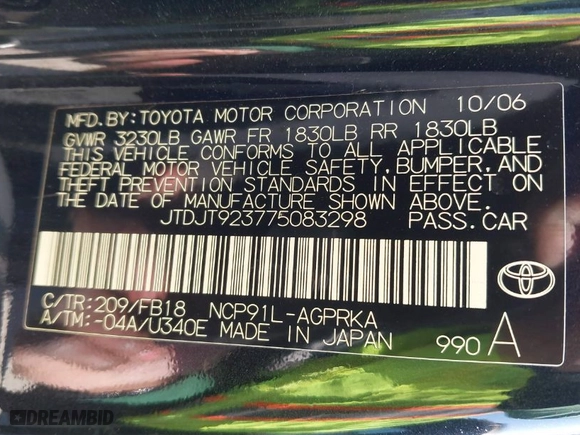 MFD.BY:TOYOTA MOTOR CORPORATION 10/06
GVWR 3230LB GAWR FR 1830LB RR 1830LB
THIS VEHICLE CONFORMS TO ALL APPLICABLE
FEDERAL MOTOR VEHICLE SAFETY,BUMPER,AND
THEFT PREVENTION STANDARDS IN EFFECT ON
THE DATE OF MANUFACTURE SHOWN ABOVE.
JTDJT923775083298 PASS.CAR
C/TR:209/FB18 NCP91L-AGPRKA
A/TM:-04A/U340E MADE IN JAPAN
990 A
DREAMBID